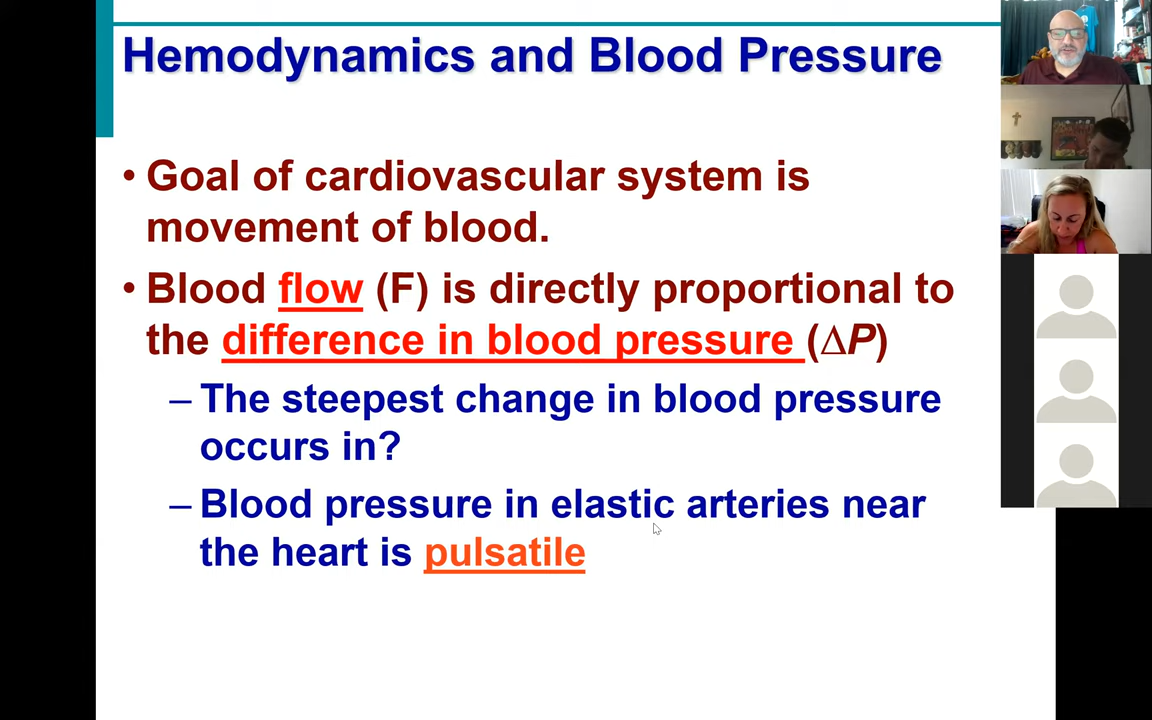 Hemodynamics and Blood Pressure
• Goal of cardiovascular system is
movement of blood.
• Blood flow (F) is directly proportional to
the difference in blood pressure (∆P)
– The steepest change in blood pressure
occurs in?
– Blood pressure in elastic arteries near
the heart is pulsatile